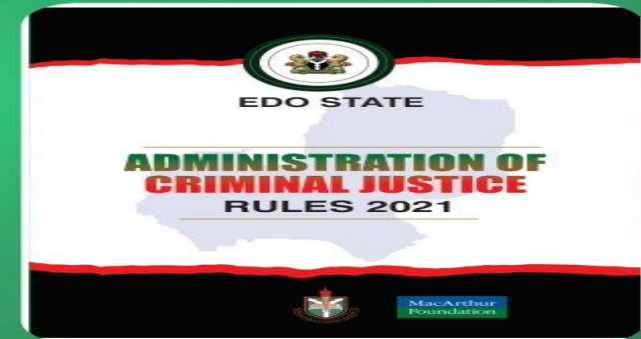 EDO STATE
ADMINISTRATION OF
CRIMINAL JUSTICE
RULES 2021
MacArthur
Foundation